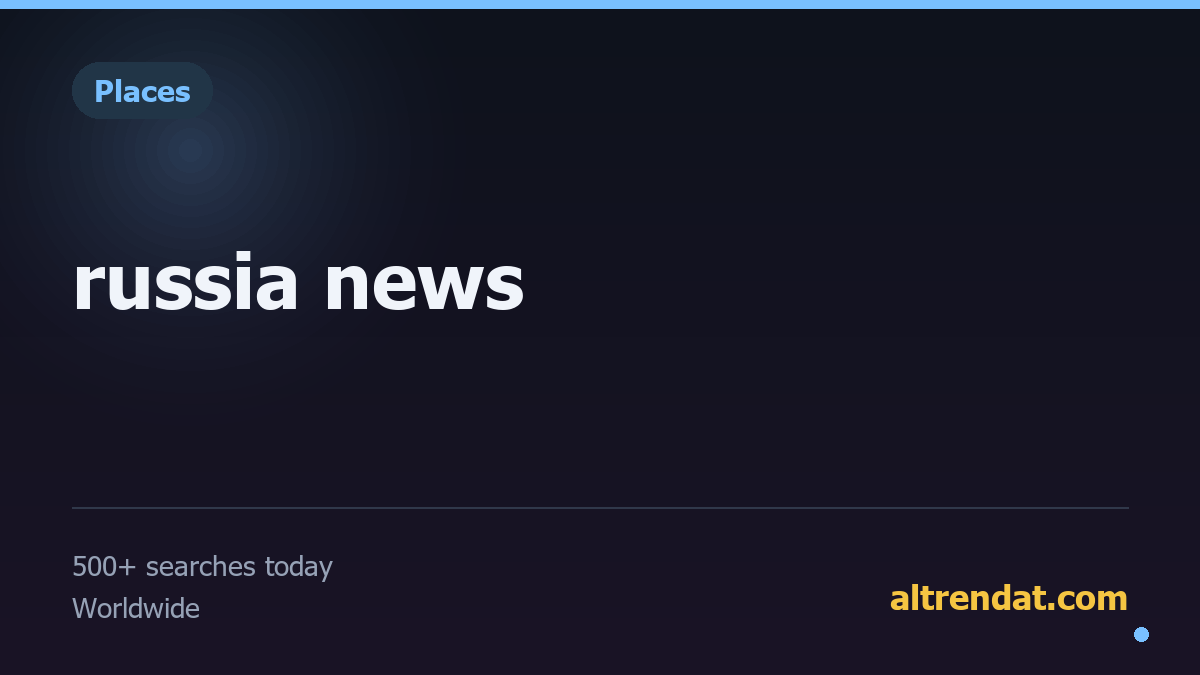 Places
russia news
500+ searches today
Worldwide
altrendat.com